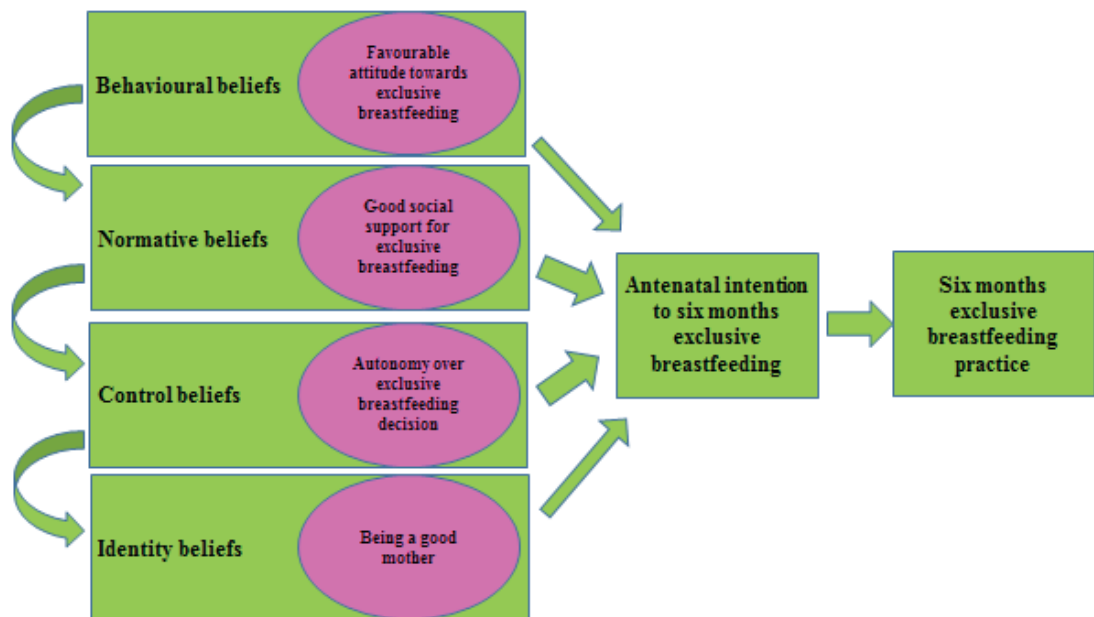 Behavioural beliefs
Favourable
attitude towards
exclusive
breastfeeding
Normative beliefs
Good social
support for
exclusive
breastfeeding
Control beliefs
Autonomy over
exclusive
breastfeeding
decision
Identity beliefs
Being a good
mother
Antenatal intention
to six months
exclusive
breastfeeding
Six months
exclusive
breastfeeding
practice